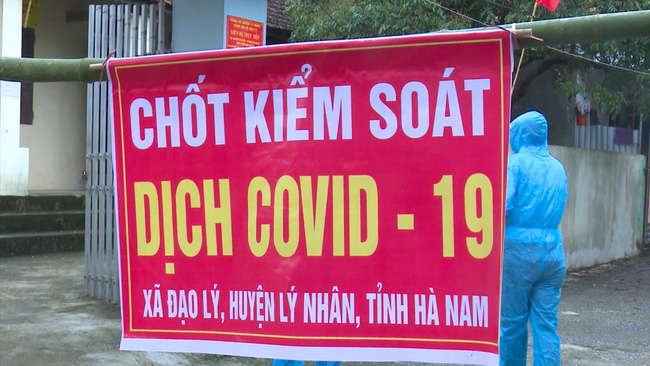 CHỐT KIỂM SOÁT
DỊCH COVID - 19
XÃ ĐẠO LÝ, HUYỆN LÝ NHÂN, TỈNH HÀ NAM